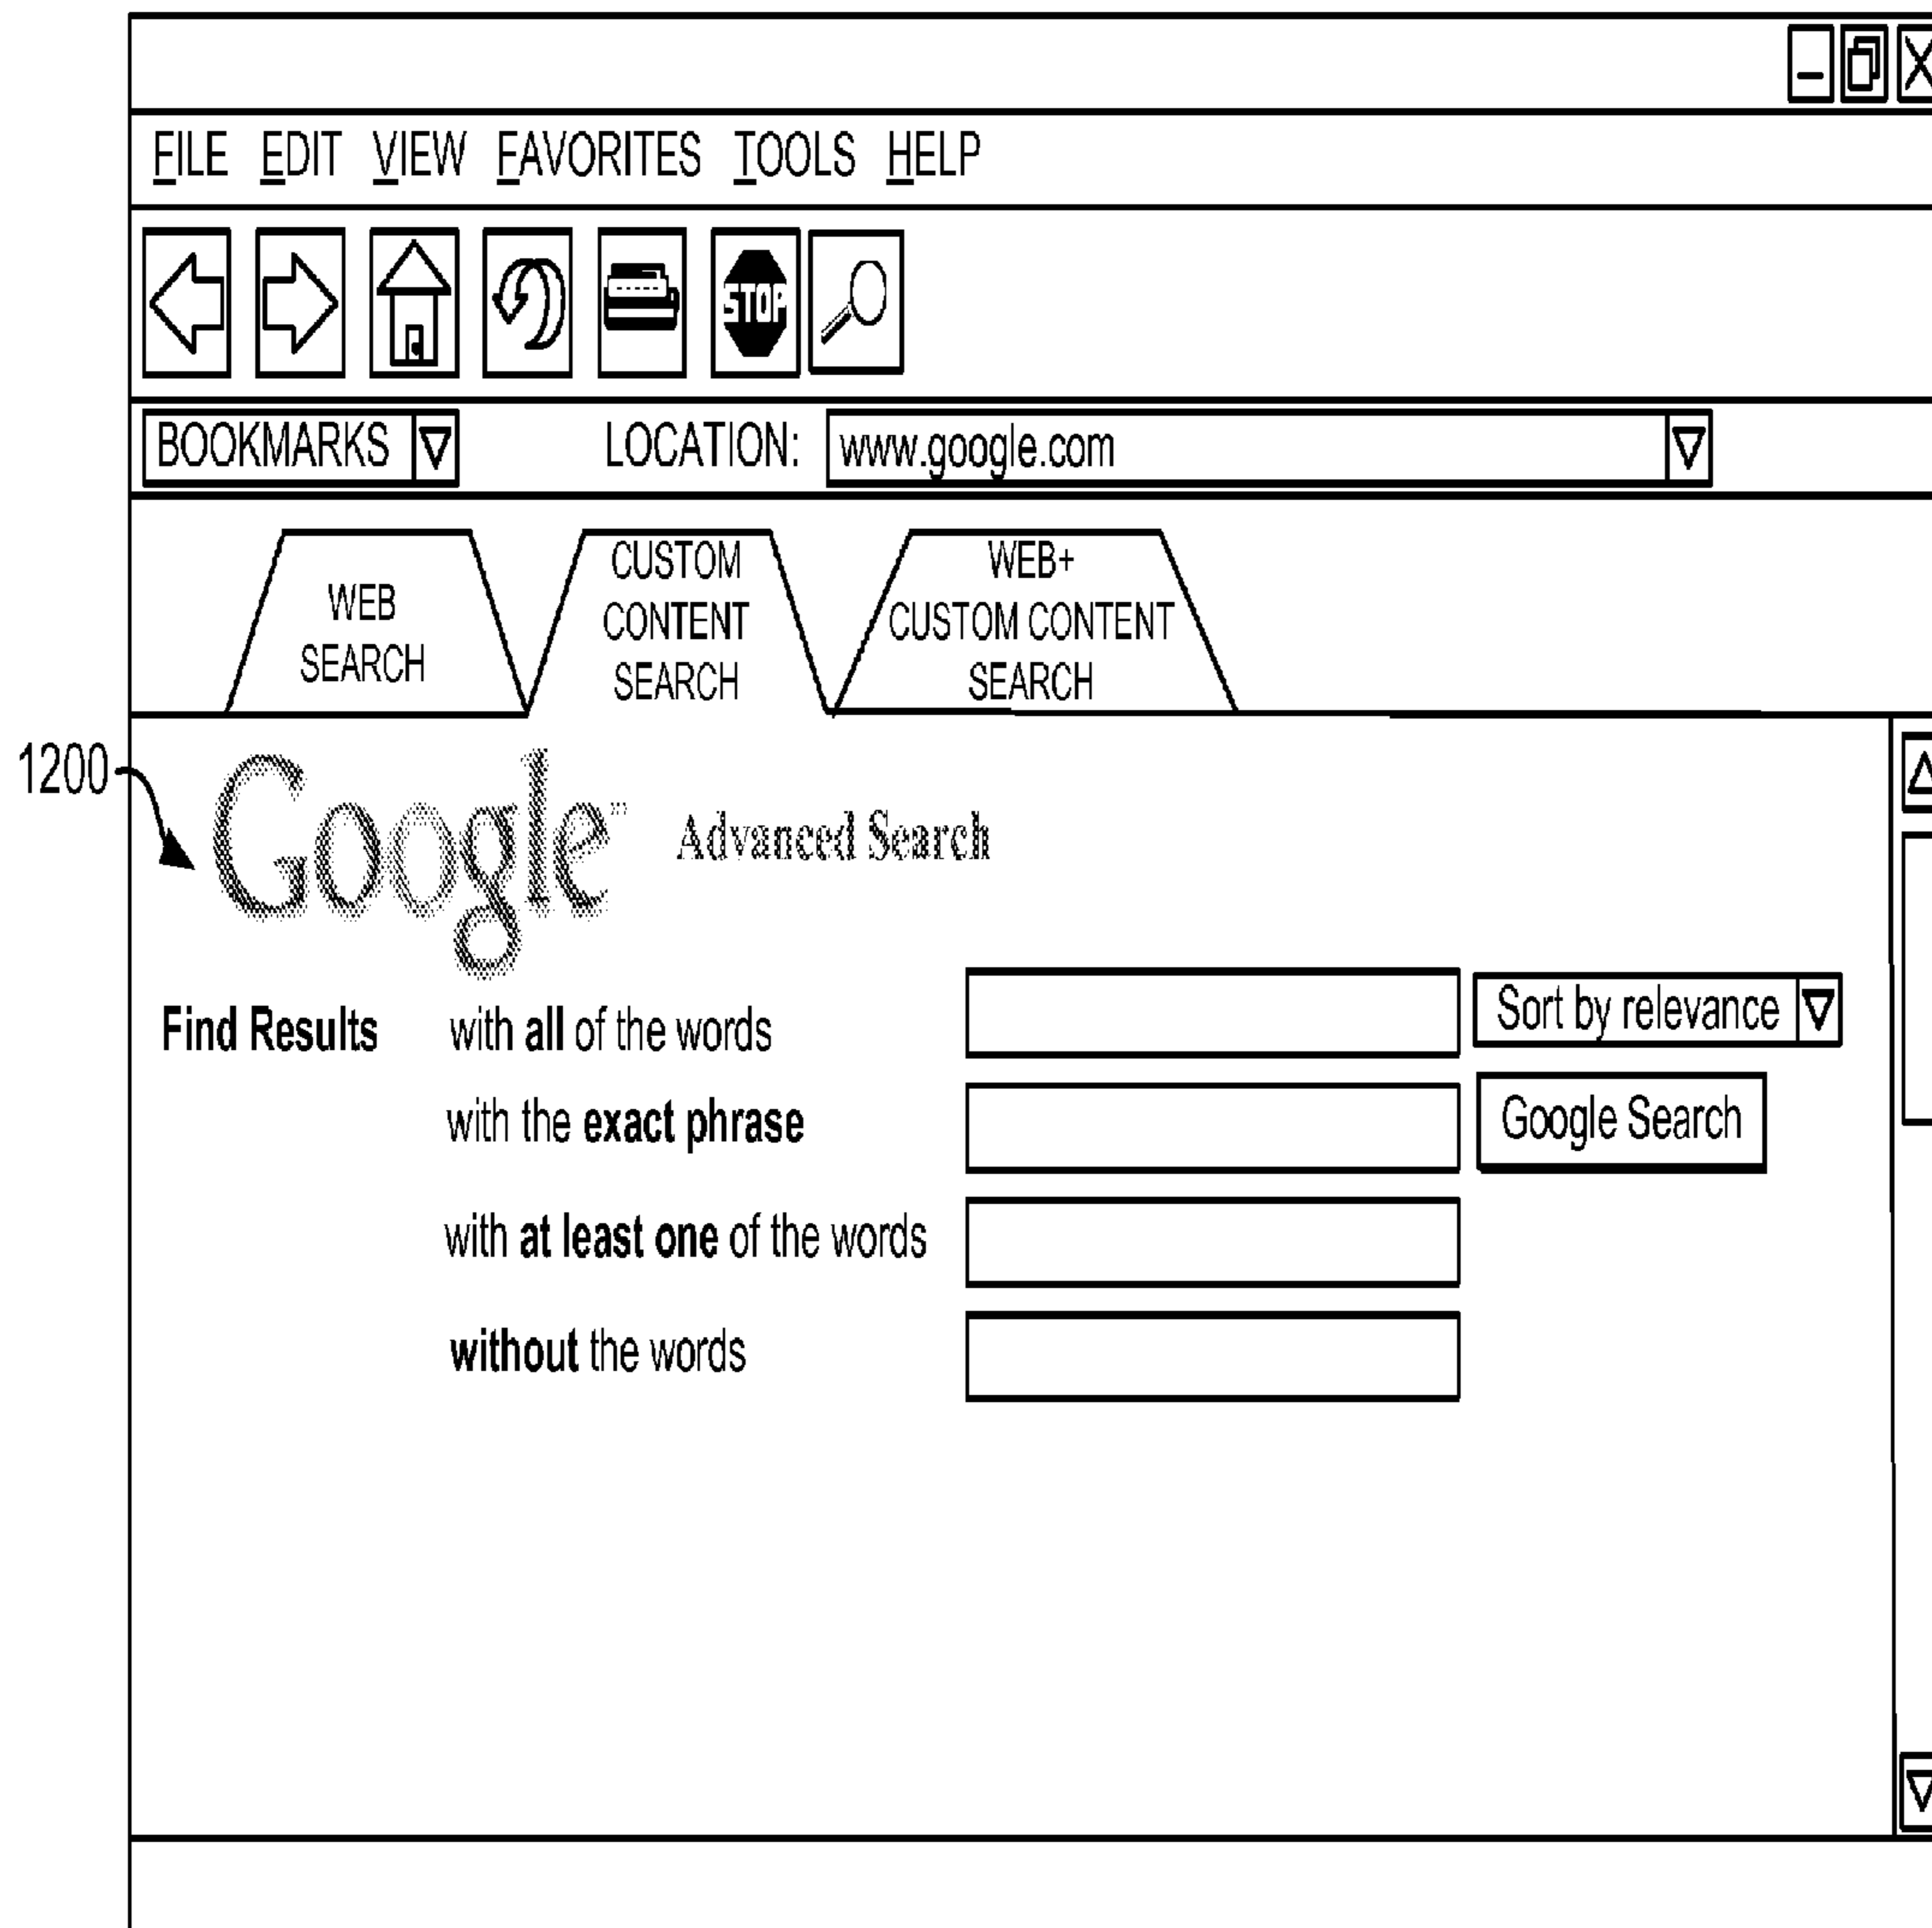 FILE EDIT VIEW FAVORITES TOOLS HELP
STOP
BOOKMARKS LOCATION: www.google.com
WEB
SEARCH
CUSTOM
CONTENT
SEARCH
WEB+
CUSTOM CONTENT
SEARCH
1200
Google Advanced Search
Find Results with all of the words Sort by relevance
with the exact phrase Google Search
with at least one of the words
without the words